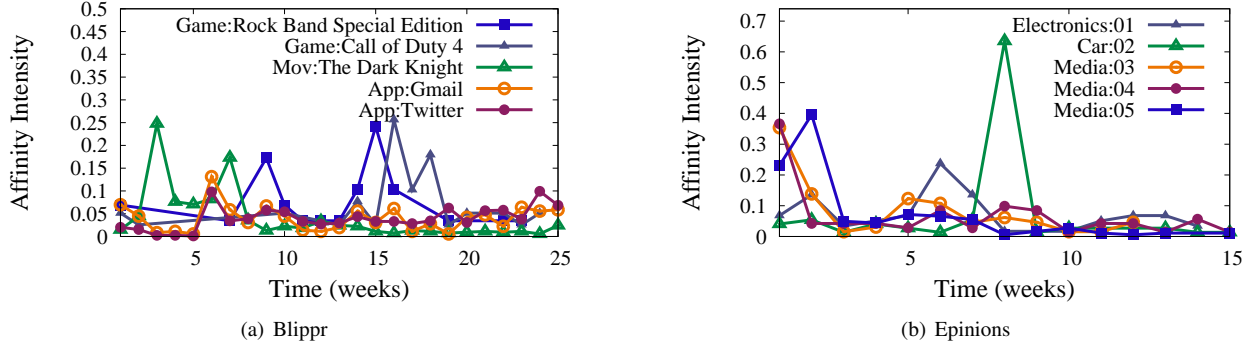 0.5
0.45
0.4
0.35
0.3
0.25
0.2
0.15
0.1
0.05
0
Affinity Intensity
Game:Rock Band Special Edition
Game:Call of Duty 4
Mov:The Dark Knight
App:Gmail
App:Twitter
5 10 15 20 25
Time (weeks)
(a) Blippr
0.7
0.6
0.5
0.4
0.3
0.2
0.1
0
Affinity Intensity
Electronics:01
Car:02
Media:03
Media:04
Media:05
5 10 15
Time (weeks)
(b) Epinions